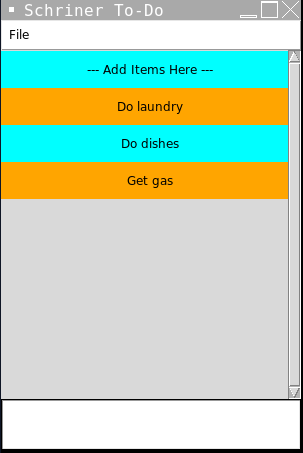 Schriner To-Do
File
--- Add Items Here ---
Do laundry
Do dishes
Get gas